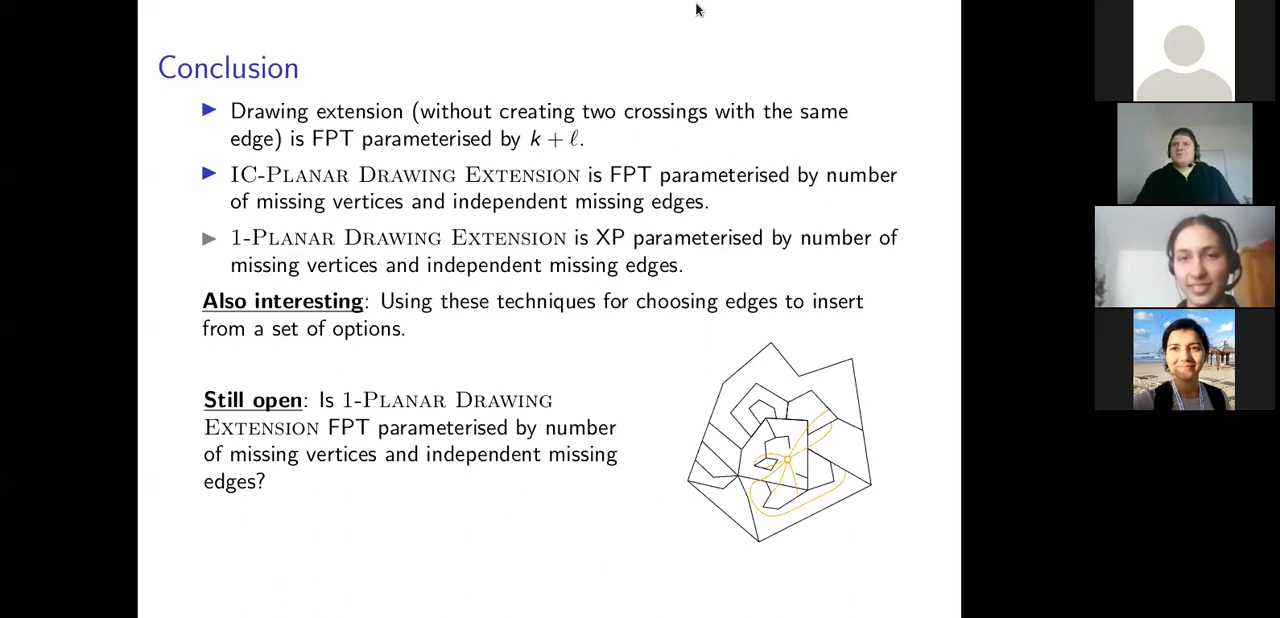 Conclusion
Drawing extension (without creating two crossings with the same
edge) is FPT parameterised by k + ℓ.
IC-Planar Drawing Extension is FPT parameterised by number
of missing vertices and independent missing edges.
1-Planar Drawing Extension is XP parameterised by number of
missing vertices and independent missing edges.
Also interesting: Using these techniques for choosing edges to insert
from a set of options.
Still open: Is 1-Planar Drawing
Extension FPT parameterised by number
of missing vertices and independent missing
edges?